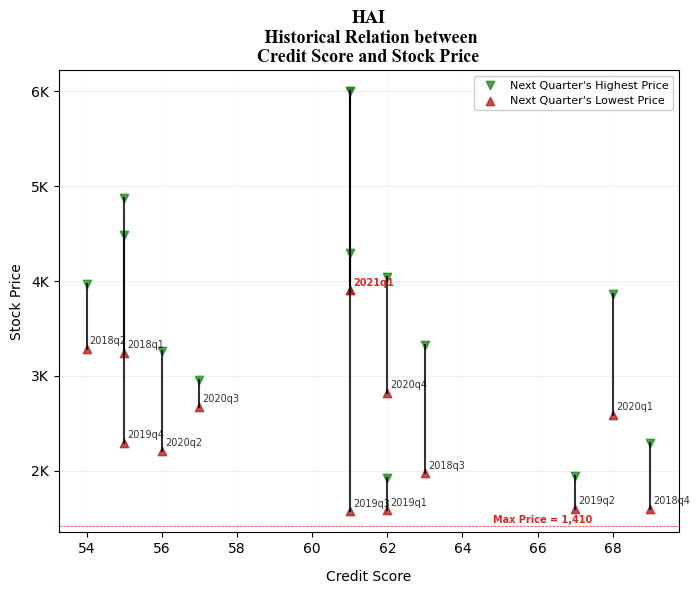 HAI
Historical Relation between
Credit Score and Stock Price
Next Quarter's Highest Price
Next Quarter's Lowest Price
6K
5K
4K
3K
2K
Stock Price
2021q1
2018q2
2018q1
2020q4
2020q3
2020q1
2019q4
2020q2
2018q3
2019q3
2019q1
2019q2
2018q4
Max Price = 1,410
54
56
58
60
62
64
66
68
Credit Score